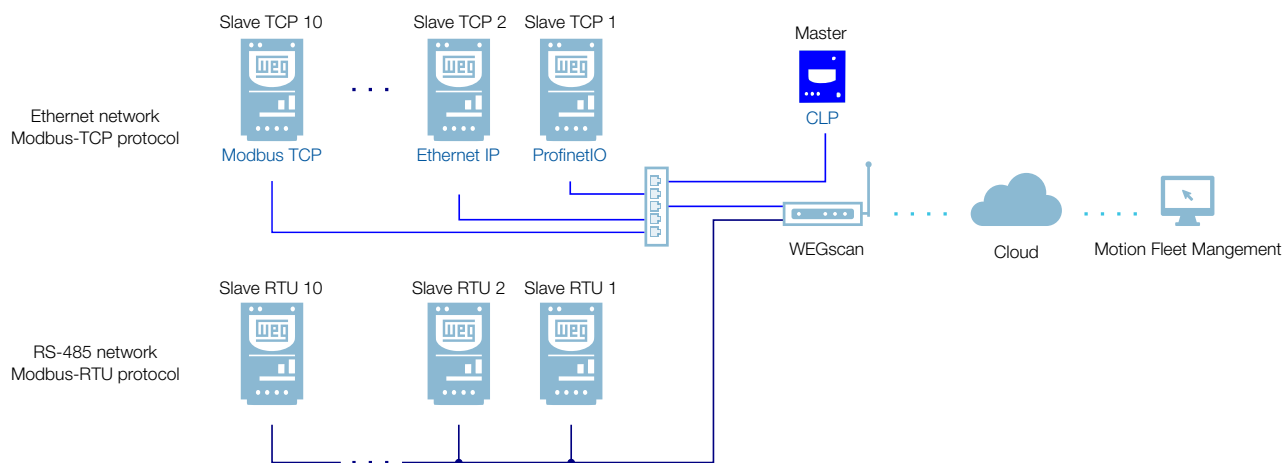 Slave TCP 10
Slave TCP 2
Slave TCP 1
Master
weg
weg
weg
Ethernet network
Modbus-TCP protocol
CLP
Modbus TCP
Ethernet IP
ProfinetIO
WEGscan
Cloud
Motion Fleet Mangement
Slave RTU 10
Slave RTU 2
Slave RTU 1
weg
weg
weg
RS-485 network
Modbus-RTU protocol